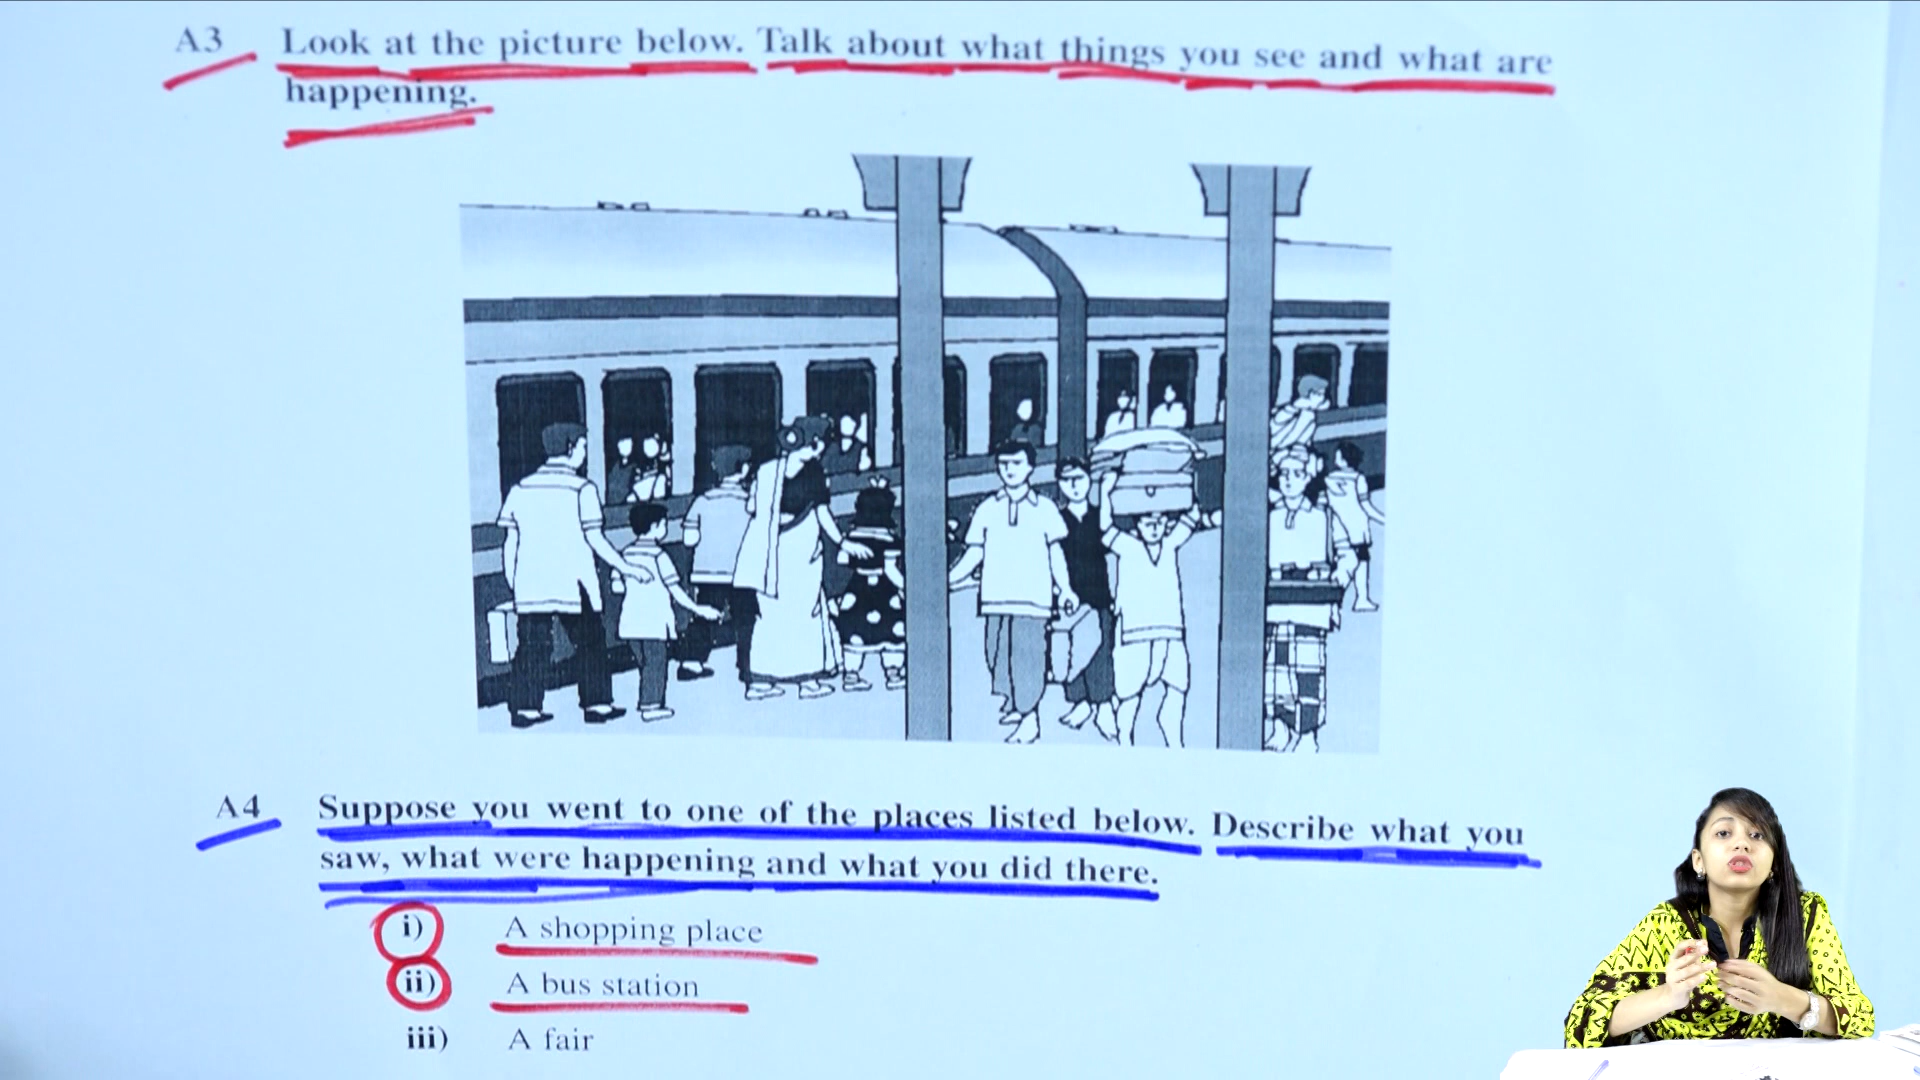 A3 Look at the picture below. Talk about what things you see and what are
happening.
A4 Suppose you went to one of the places listed below. Describe what you
saw, what were happening and what you did there.
i) A shopping place
ii) A bus station
iii) A fair